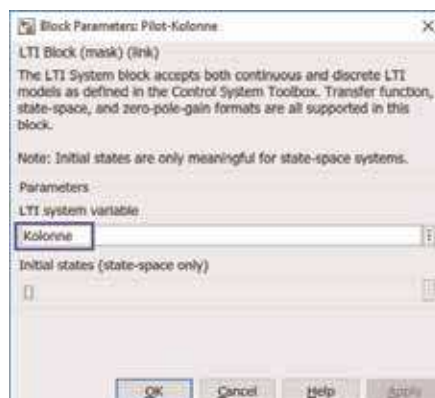 Block Parameters: Pilot-Kolonne
LTI Block (mask) (link)
The LTI System block accepts both continuous and discrete LTI
models as defined in the Control System Toolbox. Transfer function,
state-space, and zero-pole-gain formats are all supported in this
block.
Note: Initial states are only meaningful for state-space systems.
Parameters
LTI system variable
Kolonne
Initial states (state-space only)
[]
OK Cancel Help Apply